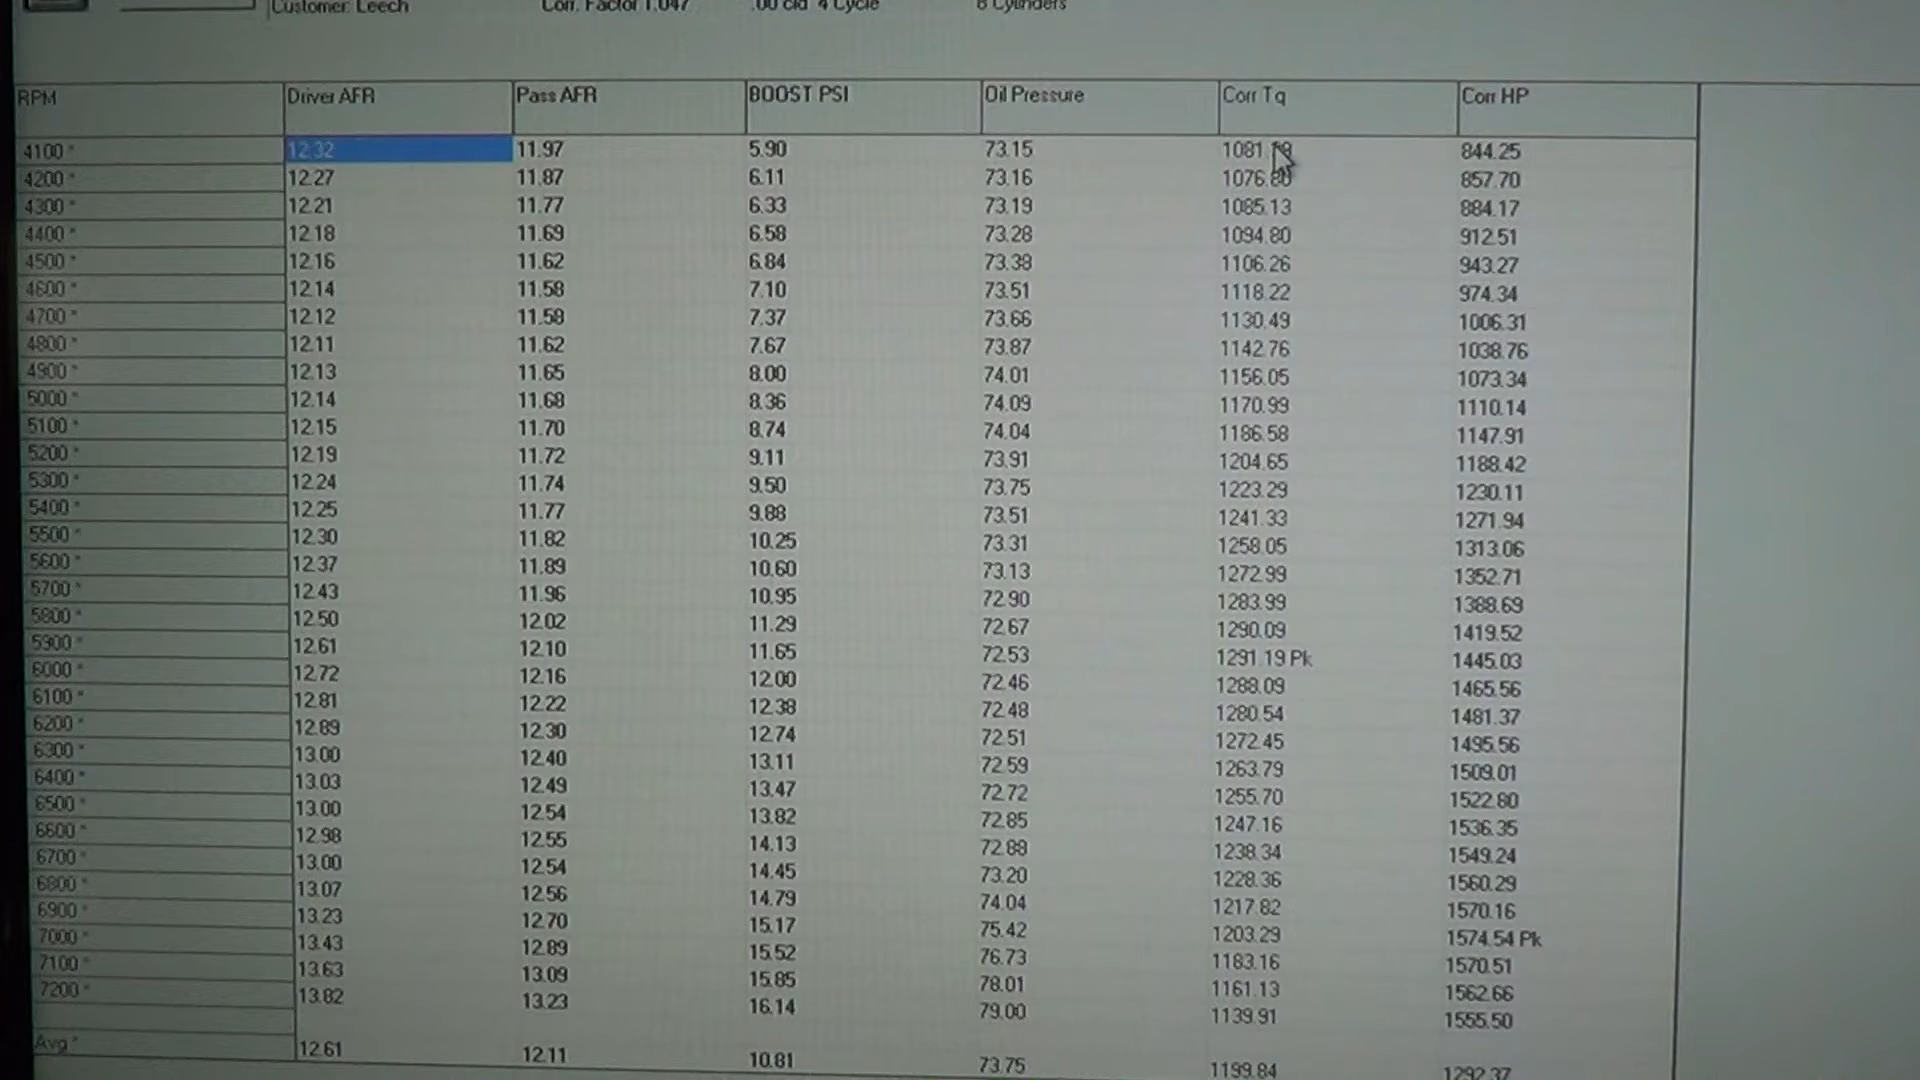 Customer: Leech Corr. Factor 1.047 .00 cid 4 Cycle 8 Cylinders
RPM Driver AFR Pass AFR BOOST PSI Oil Pressure Corr Tq Corr HP
4100 * 12.32 11.97 5.90 73.15 844.25
4200 * 12.27 11.87 6.11 73.16 1076.80 857.70
4300 * 12.21 11.77 6.33 73.19 1085.13 884.17
4400 * 12.18 11.69 6.58 73.28 1094.80 912.51
4500 * 12.16 11.62 6.84 73.38 1106.26 943.27
4600 * 12.14 11.58 7.10 73.51 1118.22 974.34
4700 * 12.12 11.58 7.37 73.66 1130.49 1006.31
4800 * 12.11 11.62 7.67 73.87 1142.76 1038.76
4900 * 12.13 11.65 8.00 74.01 1156.05 1073.34
5000 * 12.14 11.68 8.36 74.09 1170.99 1110.14
5100 * 12.15 11.70 8.74 74.04 1186.58 1147.91
5200 * 12.19 11.72 9.11 73.91 1204.65 1188.42
5300 * 12.24 11.74 9.50 73.75 1223.29 1230.11
5400 * 12.25 11.77 9.88 73.51 1241.33 1271.94
5500 * 12.30 11.82 10.25 73.31 1258.05 1313.06
5600 * 12.37 11.89 10.60 73.13 1272.99 1352.71
5700 * 12.43 11.96 10.95 72.90 1283.99 1388.69
5800 * 12.50 12.02 11.29 72.67 1290.09 1419.52
5900 * 12.61 12.10 11.65 72.53 1291.19 Pk 1445.03
6000 * 12.72 12.16 12.00 72.46 1288.09 1465.56
6100 * 12.81 12.22 12.38 72.48 1280.54 1481.37
6200 * 12.89 12.30 12.74 72.51 1272.45 1495.56
6300 * 13.00 12.40 13.11 72.59 1263.79 1509.01
6400 * 13.03 12.49 13.47 72.72 1255.70 1522.80
6500 * 13.00 12.54 13.82 72.85 1247.16 1536.35
6600 * 12.98 12.55 14.13 72.88 1238.34 1549.24
6700 * 13.00 12.54 14.45 73.20 1228.36 1560.29
6800 * 13.07 12.56 14.79 74.04 1217.82 1570.16
6900 * 13.23 12.70 15.17 75.42 1203.29 1574.54 Pk
7000 * 13.43 12.89 15.52 76.73 1183.16 1570.51
7100 * 13.63 13.09 15.85 78.01 1161.13 1562.66
7200 * 13.82 13.23 16.14 79.00 1139.91 1555.50
Avg * 12.61 12.11 10.81 73.75 1199.84 1292.37